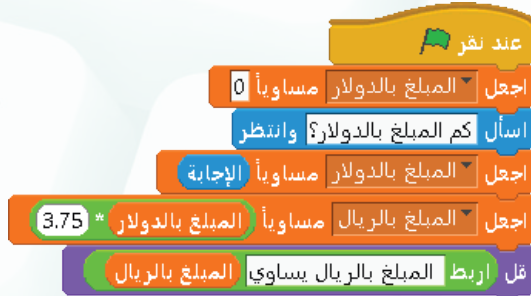 عند نقر
اجعل المبلغ بالدولار مساوياً 0
اسأل كم المبلغ بالدولار؟ وانتظر
اجعل المبلغ بالدولار مساوياً الإجابة
اجعل المبلغ بالريال مساوياً المبلغ بالدولار * 3.75
قل اربط المبلغ بالريال يساوي المبلغ بالريال